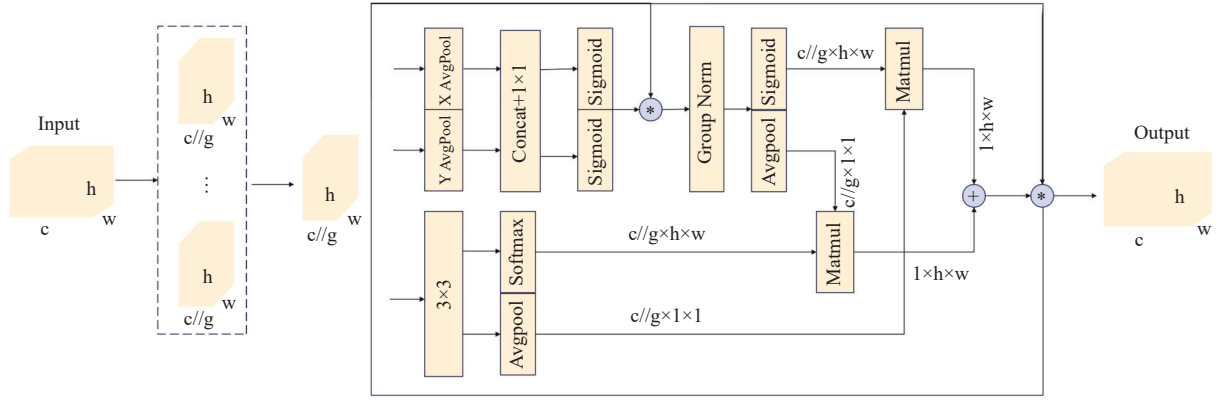 Input
h
w
c
h
w
c//g
⋮
h
w
c//g
h
w
c//g
X AvgPool
Y AvgPool
Concat+1×1
Sigmoid
Sigmoid
*
Group Norm
Sigmoid
Avgpool
c//g×h×w
Matmul
c//g×1×1
1×h×w
3×3
Softmax
Avgpool
c//g×h×w
Matmul
1×h×w
c//g×1×1
+
*
Output
h
w
c